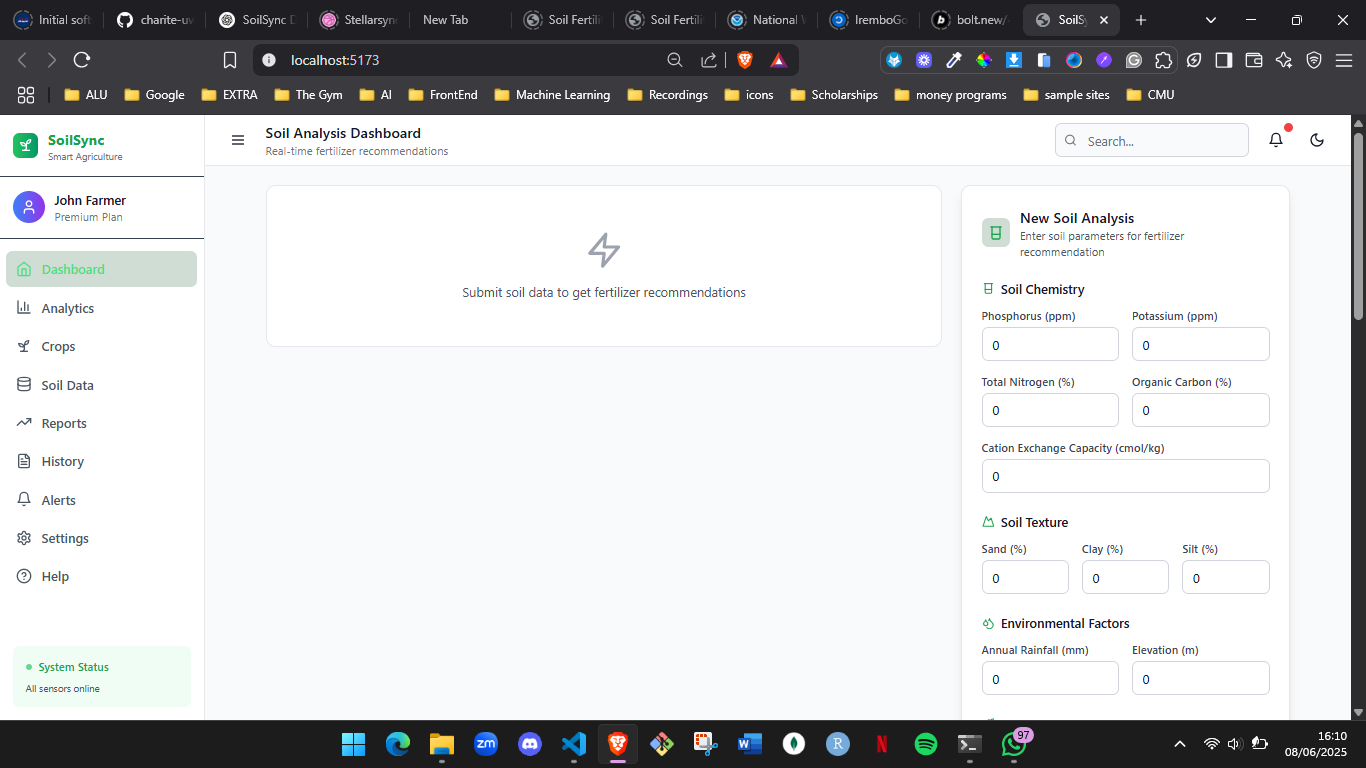 Initial soft
charite-uv
SoilSync D
Stellarsync
New Tab
Soil Fertili
Soil Fertili
National W
IremboGo
bolt.new/
SoilSy
localhost:5173
ALU
Google
EXTRA
The Gym
AI
FrontEnd
Machine Learning
Recordings
icons
Scholarships
money programs
sample sites
CMU
SoilSync
Smart Agriculture
John Farmer
Premium Plan
Dashboard
Analytics
Crops
Soil Data
Reports
History
Alerts
Settings
Help
System Status
All sensors online
Soil Analysis Dashboard
Real-time fertilizer recommendations
Search...
Submit soil data to get fertilizer recommendations
New Soil Analysis
Enter soil parameters for fertilizer
recommendation
Soil Chemistry
Phosphorus (ppm) Potassium (ppm)
0 0
Total Nitrogen (%) Organic Carbon (%)
0 0
Cation Exchange Capacity (cmol/kg)
0
Soil Texture
Sand (%) Clay (%) Silt (%)
0 0 0
Environmental Factors
Annual Rainfall (mm) Elevation (m)
0 0
zm
W
R
N
97
16:10
08/06/2025